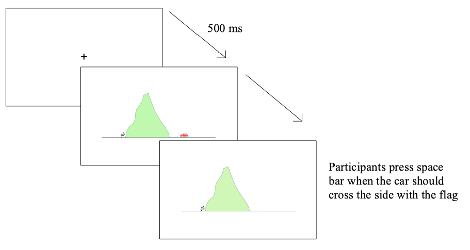 500 ms
+
Participants press space
bar when the car should
cross the side with the flag